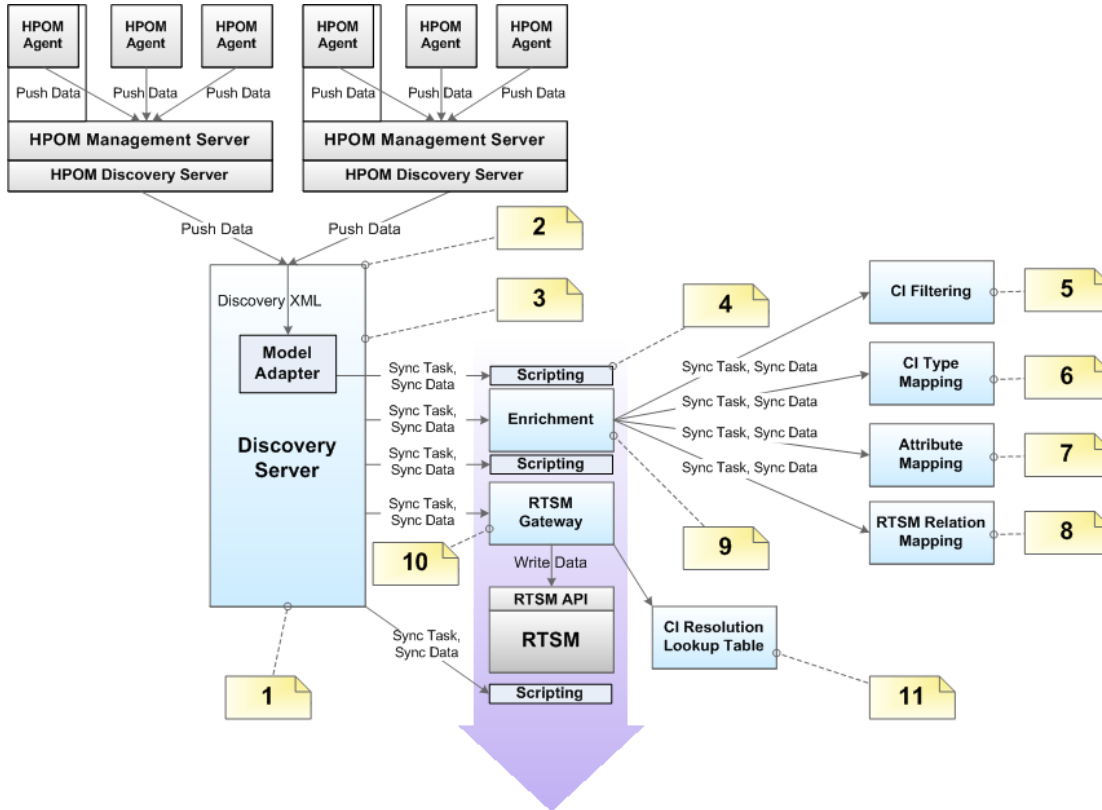 HPOM
Agent
HPOM
Agent
HPOM
Agent
HPOM
Agent
HPOM
Agent
HPOM
Agent
Push Data
Push Data
Push Data
Push Data
Push Data
Push Data
HPOM Management Server
HPOM Management Server
HPOM Discovery Server
HPOM Discovery Server
Push Data
Push Data
2
Discovery XML
3
4
CI Filtering
5
Model
Adapter
Sync Task,
Sync Data
Scripting
Sync Task, Sync Data
CI Type
Mapping
6
Sync Task,
Sync Data
Enrichment
Sync Task, Sync Data
Discovery
Server
Sync Task, Sync Data
Attribute
Mapping
7
Sync Task,
Sync Data
Scripting
Sync Task, Sync Data
Sync Task,
Sync Data
RTSM
Gateway
RTSM Relation
Mapping
8
10
9
Write Data
RTSM API
RTSM
CI Resolution
Lookup Table
Sync Task,
Sync Data
1
Scripting
11